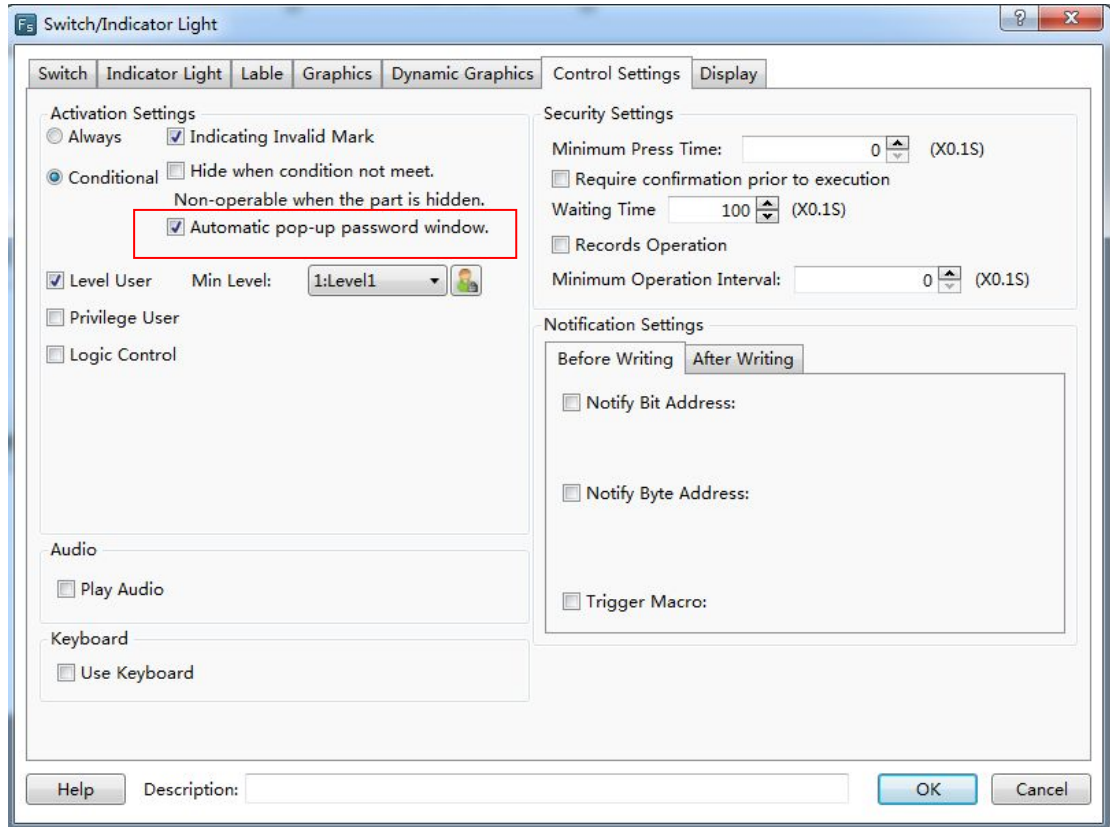 Fs Switch/Indicator Light ? X
Switch Indicator Light Lable Graphics Dynamic Graphics Control Settings Display
Activation Settings
Always Indicating Invalid Mark
Conditional Hide when condition not meet.
Non-operable when the part is hidden.
Automatic pop-up password window.
Level User Min Level: 1:Level1
Privilege User
Logic Control
Audio
Play Audio
Keyboard
Use Keyboard
Security Settings
Minimum Press Time: 0 (X0.1S)
Require confirmation prior to execution
Waiting Time 100 (X0.1S)
Records Operation
Minimum Operation Interval: 0 (X0.1S)
Notification Settings
Before Writing After Writing
Notify Bit Address:
Notify Byte Address:
Trigger Macro:
Help Description: OK Cancel